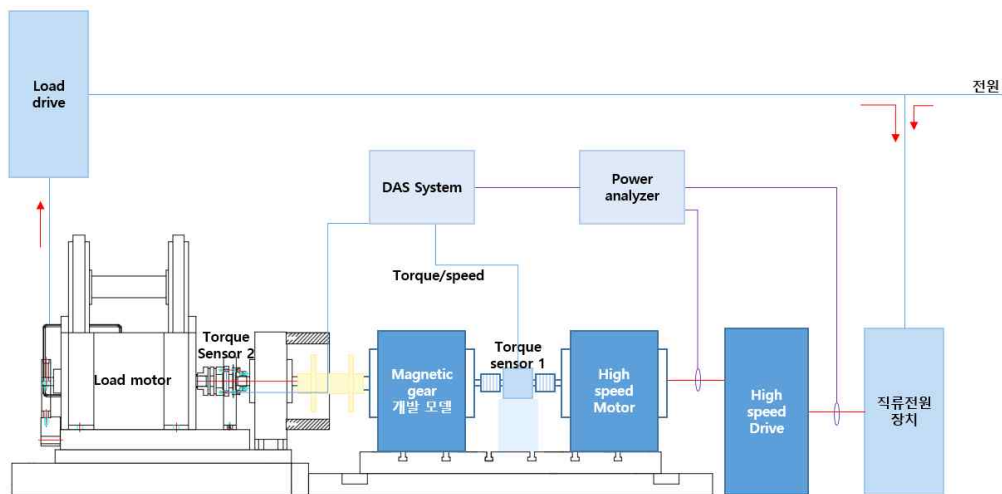 Load
drive
전원
DAS System
Power
analyzer
Torque/speed
Torque
Sensor 2
Load motor
Magnetic
gear
개발 모델
Torque
sensor 1
High
speed
Motor
High
speed
Drive
직류전원
장치